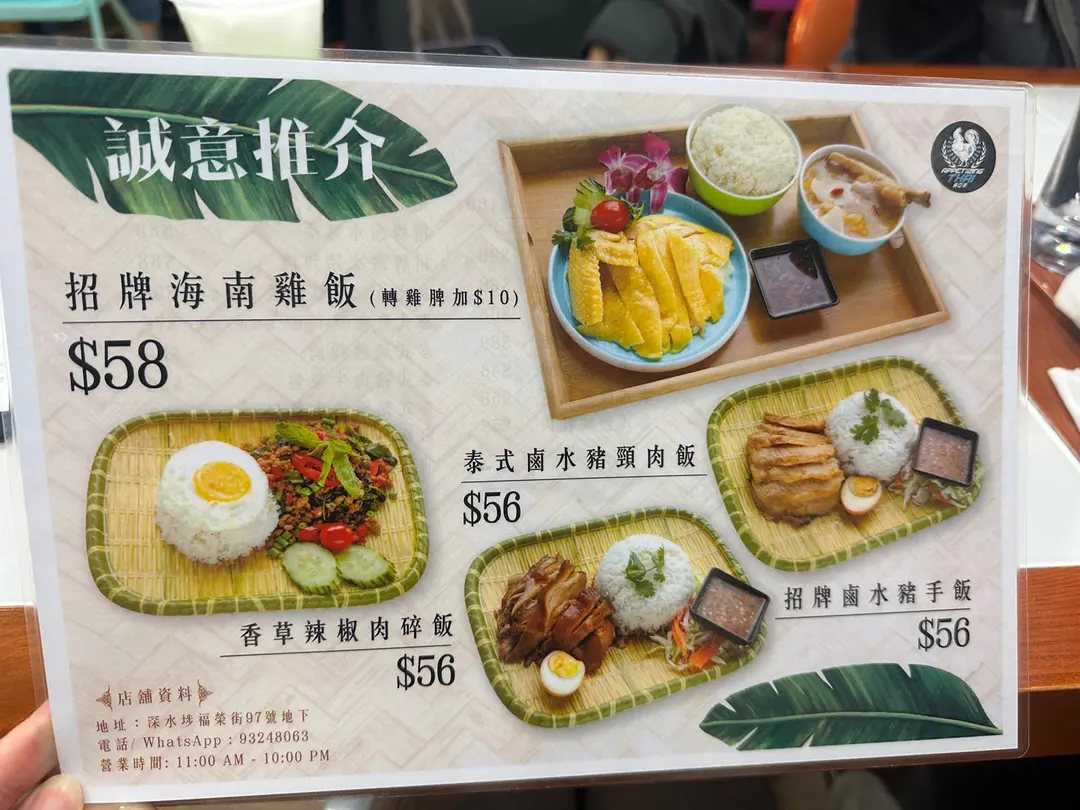 誠意推介
APPETIZING
THAI
招牌海南雞飯(轉雞髀加$10)
$58
泰式鹵水豬頸肉飯
$56
招牌鹵水豬手飯
$56
香草辣椒肉碎飯
$56
店舖資料
地址：深水埗福榮街97號地下
電話/ WhatsApp : 93248063
營業時間: 11:00 AM - 10:00 PM